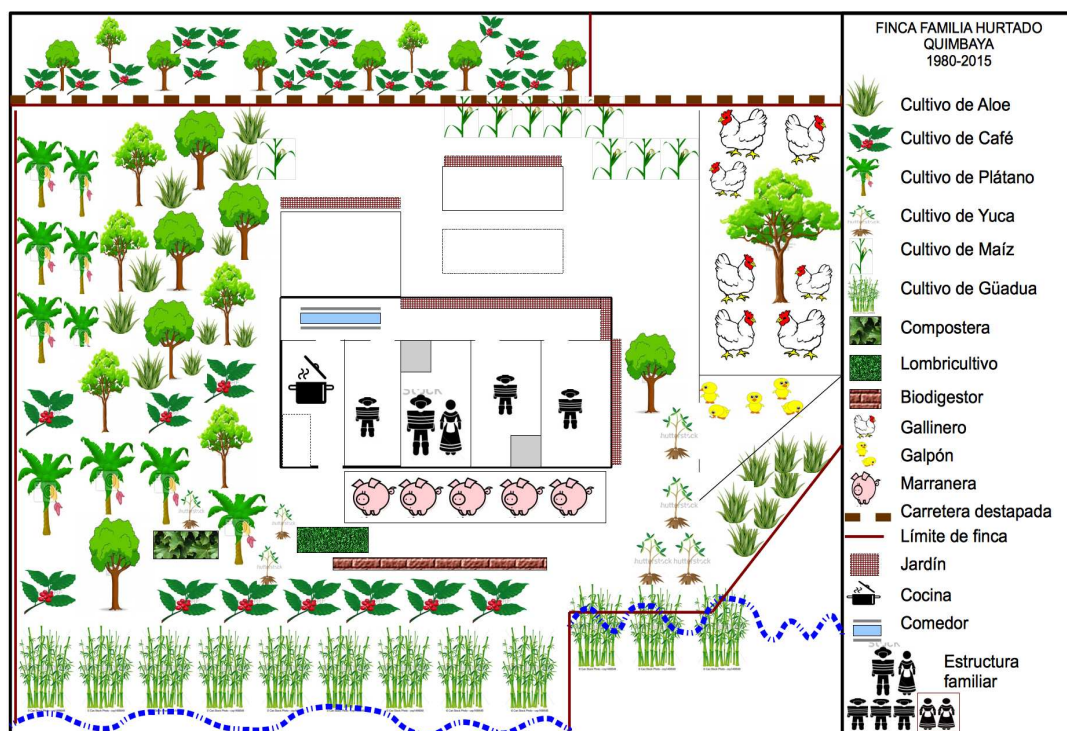 FINCA FAMILIA HURTADO
QUIMBAYA
1980-2015
Cultivo de Aloe
Cultivo de Café
Cultivo de Plátano
Cultivo de Yuca
Cultivo de Maíz
Cultivo de Güadua
Compostera
Lombricultivo
Biodigestor
Gallinero
Galpón
Marranera
Carretera destapada
Límite de finca
Jardín
Cocina
Comedor
Estructura
familiar